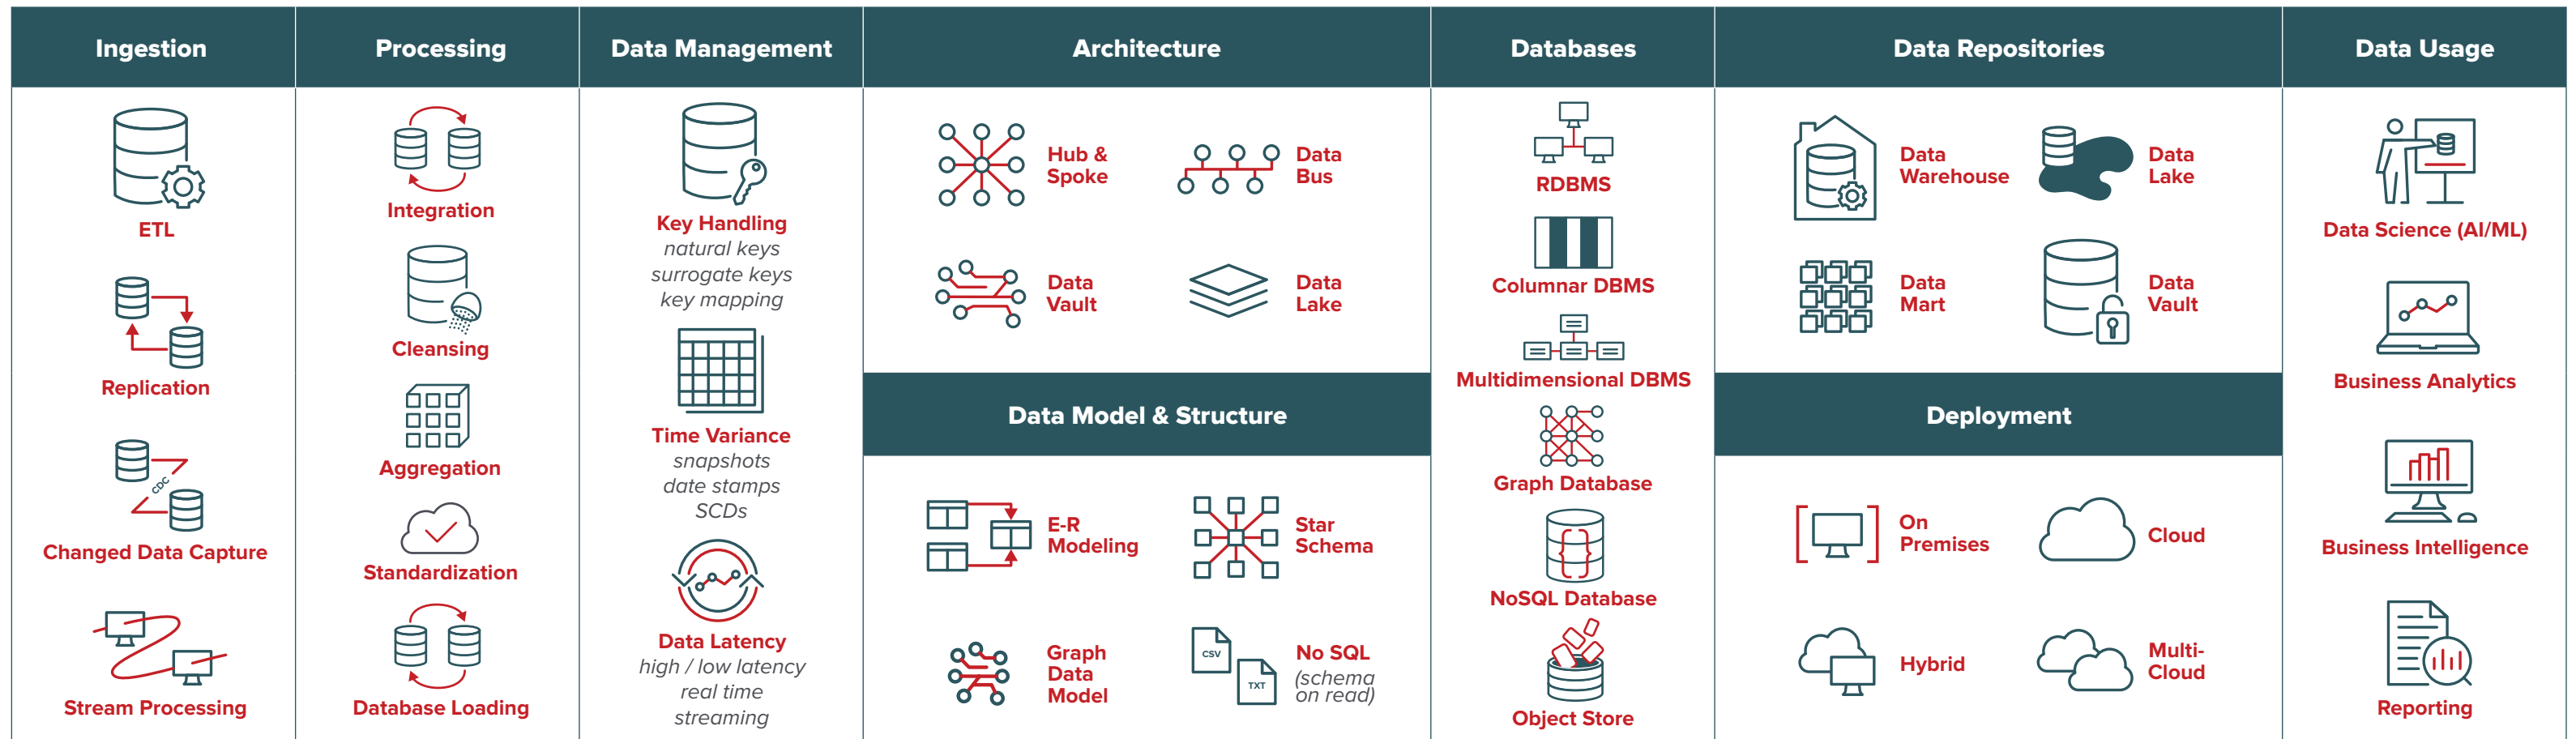 Ingestion
ETL
Replication
CDC
Changed Data Capture
Stream Processing
Processing
Integration
Cleansing
Aggregation
Standardization
Database Loading
Data Management
Key Handling
natural keys
surrogate keys
key mapping
Time Variance
snapshots
date stamps
SCDs
Data Latency
high / low latency
real time
streaming
Architecture
Hub &
Spoke
Data
Bus
Data
Vault
Data
Lake
Data Model & Structure
E-R
Modeling
Star
Schema
Graph
Data
Model
CSV
TXT
No SQL
(schema
on read)
Databases
RDBMS
Columnar DBMS
Multidimensional DBMS
Graph Database
NoSQL Database
Object Store
Data Repositories
Data
Warehouse
Data
Lake
Data
Mart
Data
Vault
Deployment
On
Premises
Cloud
Hybrid
Multi-
Cloud
Data Usage
Data Science (AI/ML)
Business Analytics
Business Intelligence
Reporting